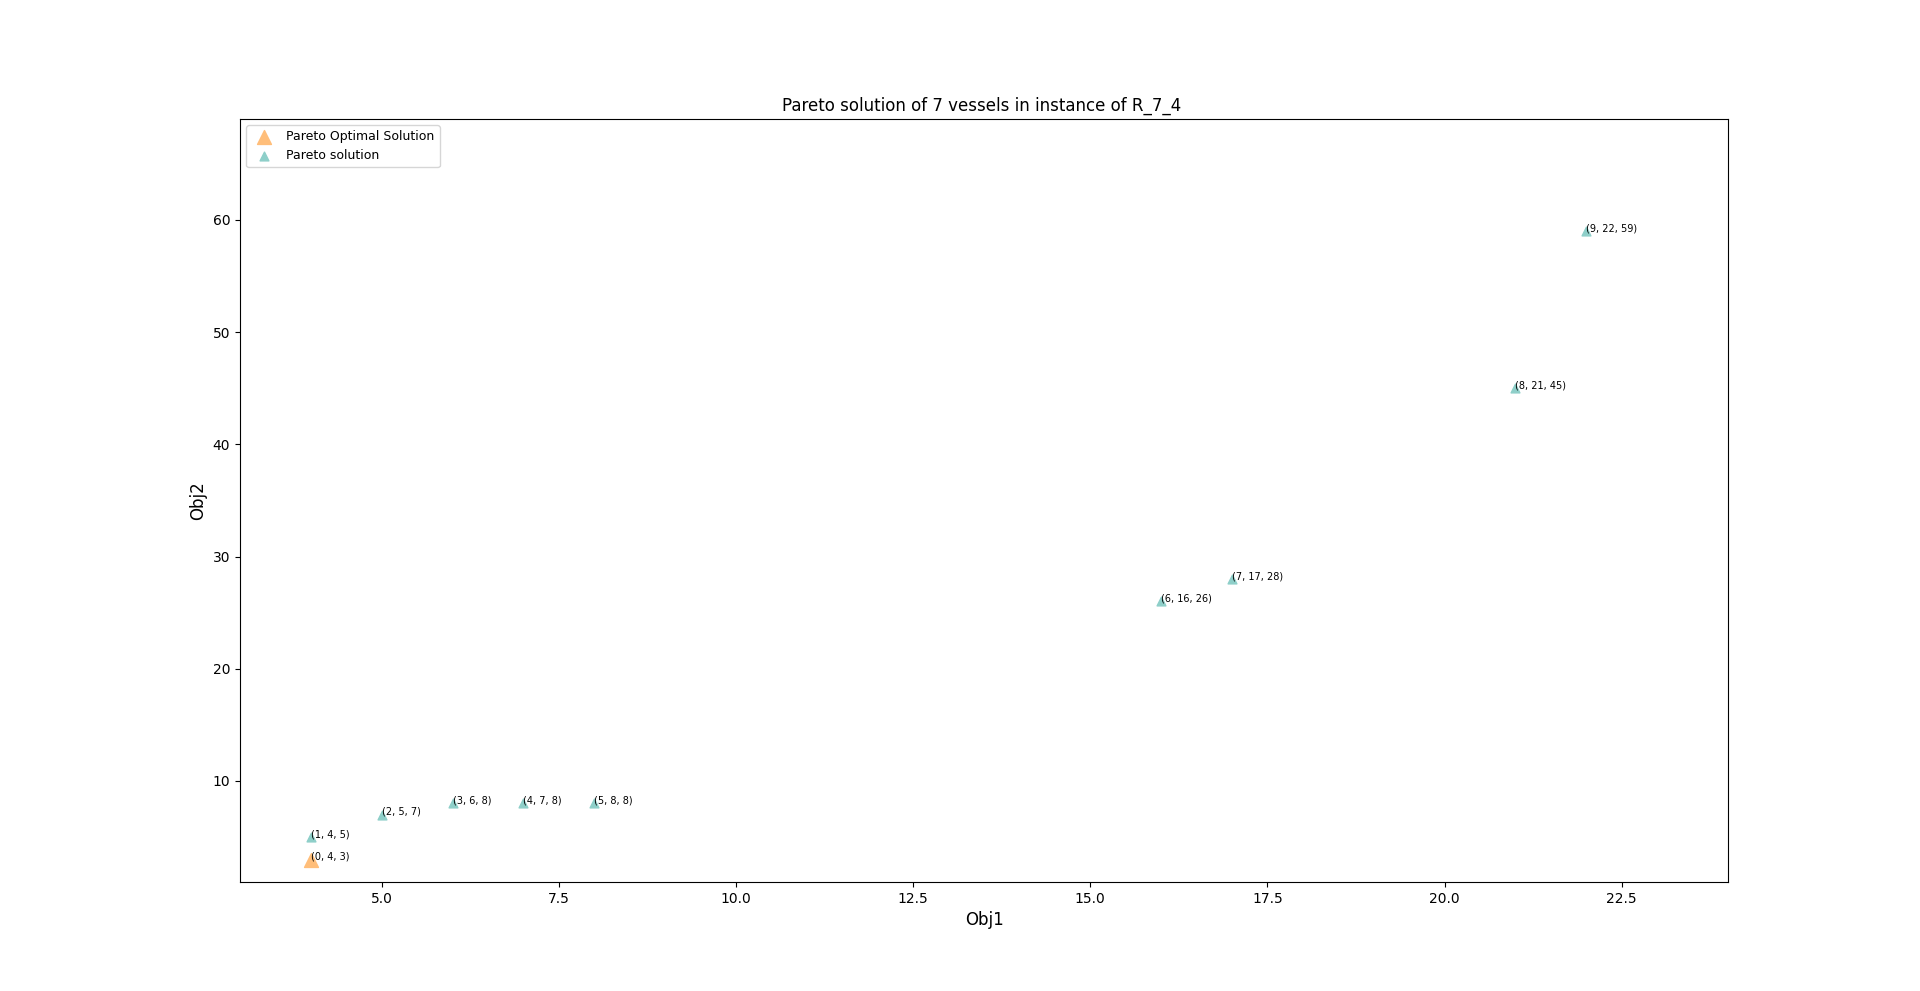 Pareto solution of 7 vessels in instance of R_7_4
Pareto Optimal Solution
Pareto solution
60
50
40
30
20
10
Obj2
(9, 22, 59)
(8, 21, 45)
(7, 17, 28)
(6, 16, 26)
(3, 6, 8)
(4, 7, 8)
(5, 8, 8)
(2, 5, 7)
(1, 4, 5)
(0, 4, 3)
5.0
7.5
10.0
12.5
15.0
17.5
20.0
22.5
Obj1